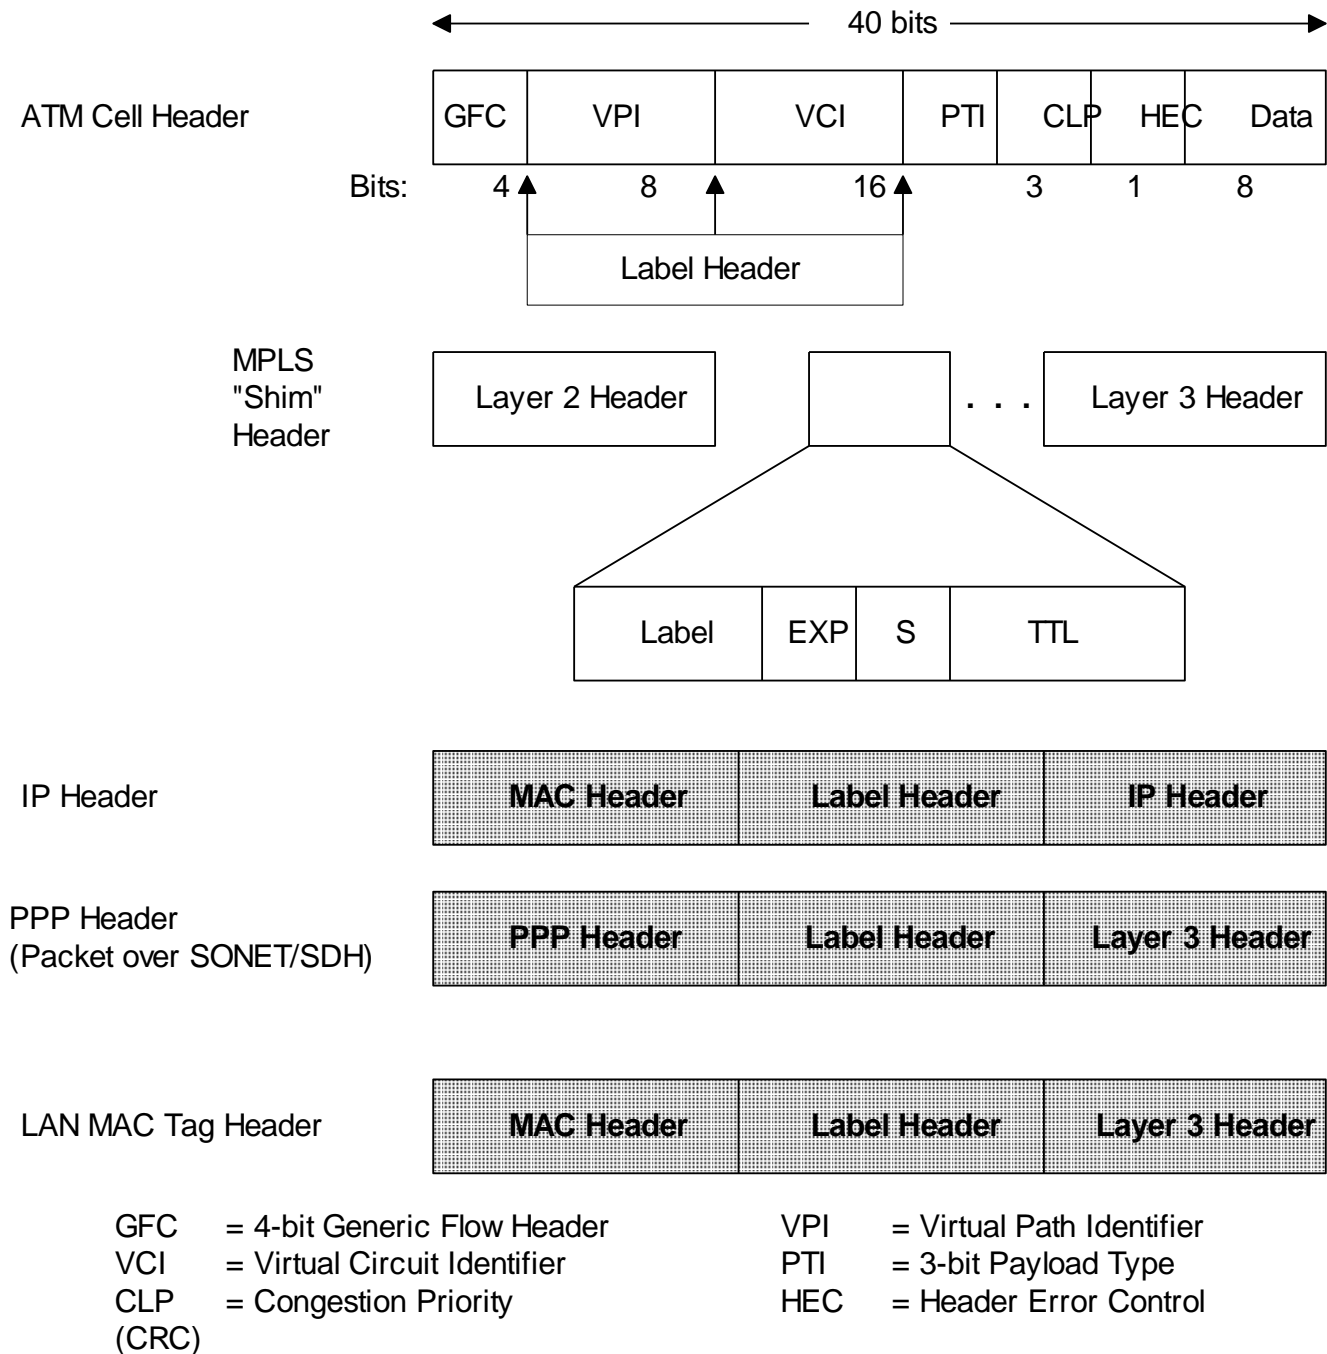 40 bits
ATM Cell Header GFC VPI VCI PTI CLP HEC Data
Bits: 4 8 16 3 1 8
Label Header
MPLS
"Shim"
Header
Layer 2 Header . . . Layer 3 Header
Label EXP S TTL
IP Header MAC Header Label Header IP Header
PPP Header
(Packet over SONET/SDH)
PPP Header Label Header Layer 3 Header
LAN MAC Tag Header MAC Header Label Header Layer 3 Header
GFC = 4-bit Generic Flow Header VPI = Virtual Path Identifier
VCI = Virtual Circuit Identifier PTI = 3-bit Payload Type
CLP = Congestion Priority HEC = Header Error Control
(CRC)